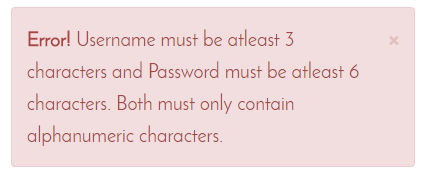 Error! Username must be atleast 3
characters and Password must be atleast 6
characters. Both must only contain
alphanumeric characters.